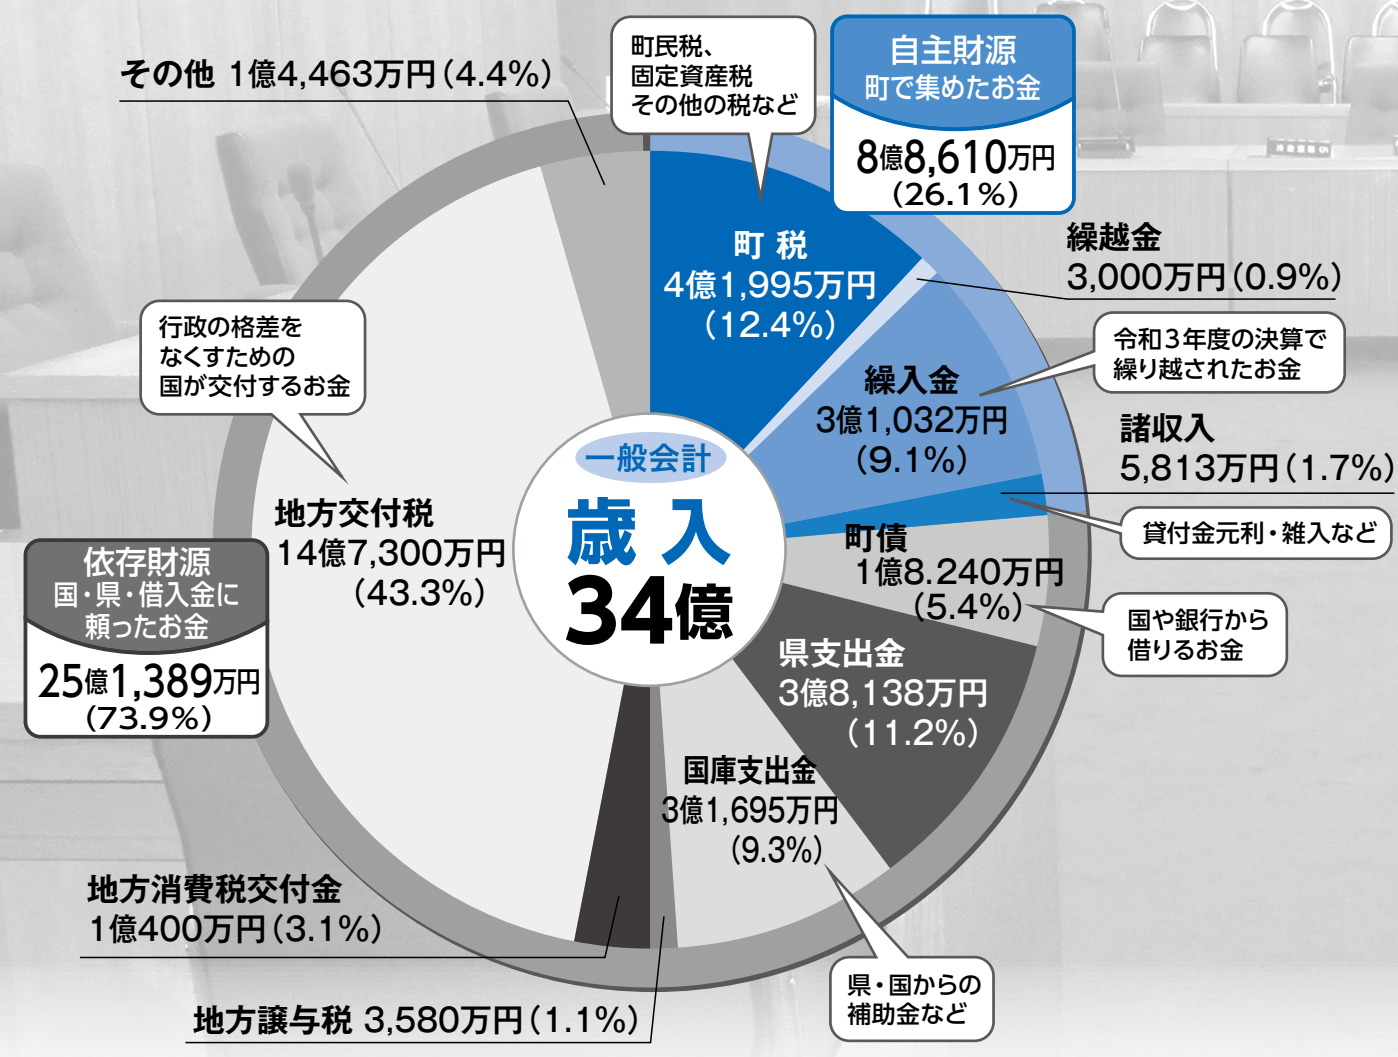 その他 1億4,463万円(4.4%)
町民税、
固定資産税
その他の税など
自主財源
町で集めたお金
8億8,610万円
(26.1%)
町 税
4億1,995万円
(12.4%)
繰越金
3,000万円(0.9%)
令和3年度の決算で
繰り越されたお金
繰入金
3億1,032万円
(9.1%)
諸収入
5,813万円(1.7%)
貸付金元利・雑入など
町債
1億8.240万円
(5.4%)
国や銀行から
借りるお金
県支出金
3億8,138万円
(11.2%)
国庫支出金
3億1,695万円
(9.3%)
県・国からの
補助金など
地方譲与税 3,580万円(1.1%)
地方消費税交付金
1億400万円(3.1%)
行政の格差を
なくすための
国が交付するお金
地方交付税
14億7,300万円
(43.3%)
依存財源
国・県・借入金に
頼ったお金
25億1,389万円
(73.9%)
一般会計
歳入
34億